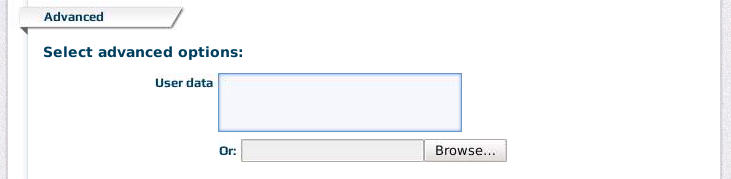 Advanced
Select advanced options:
User data
Or: Browse...